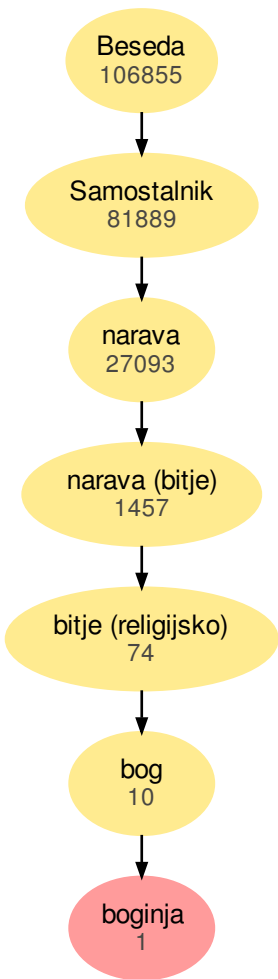 Beseda
106855
Samostalnik
81889
narava
27093
narava (bitje)
1457
bitje (religijsko)
74
bog
10
boginja
1